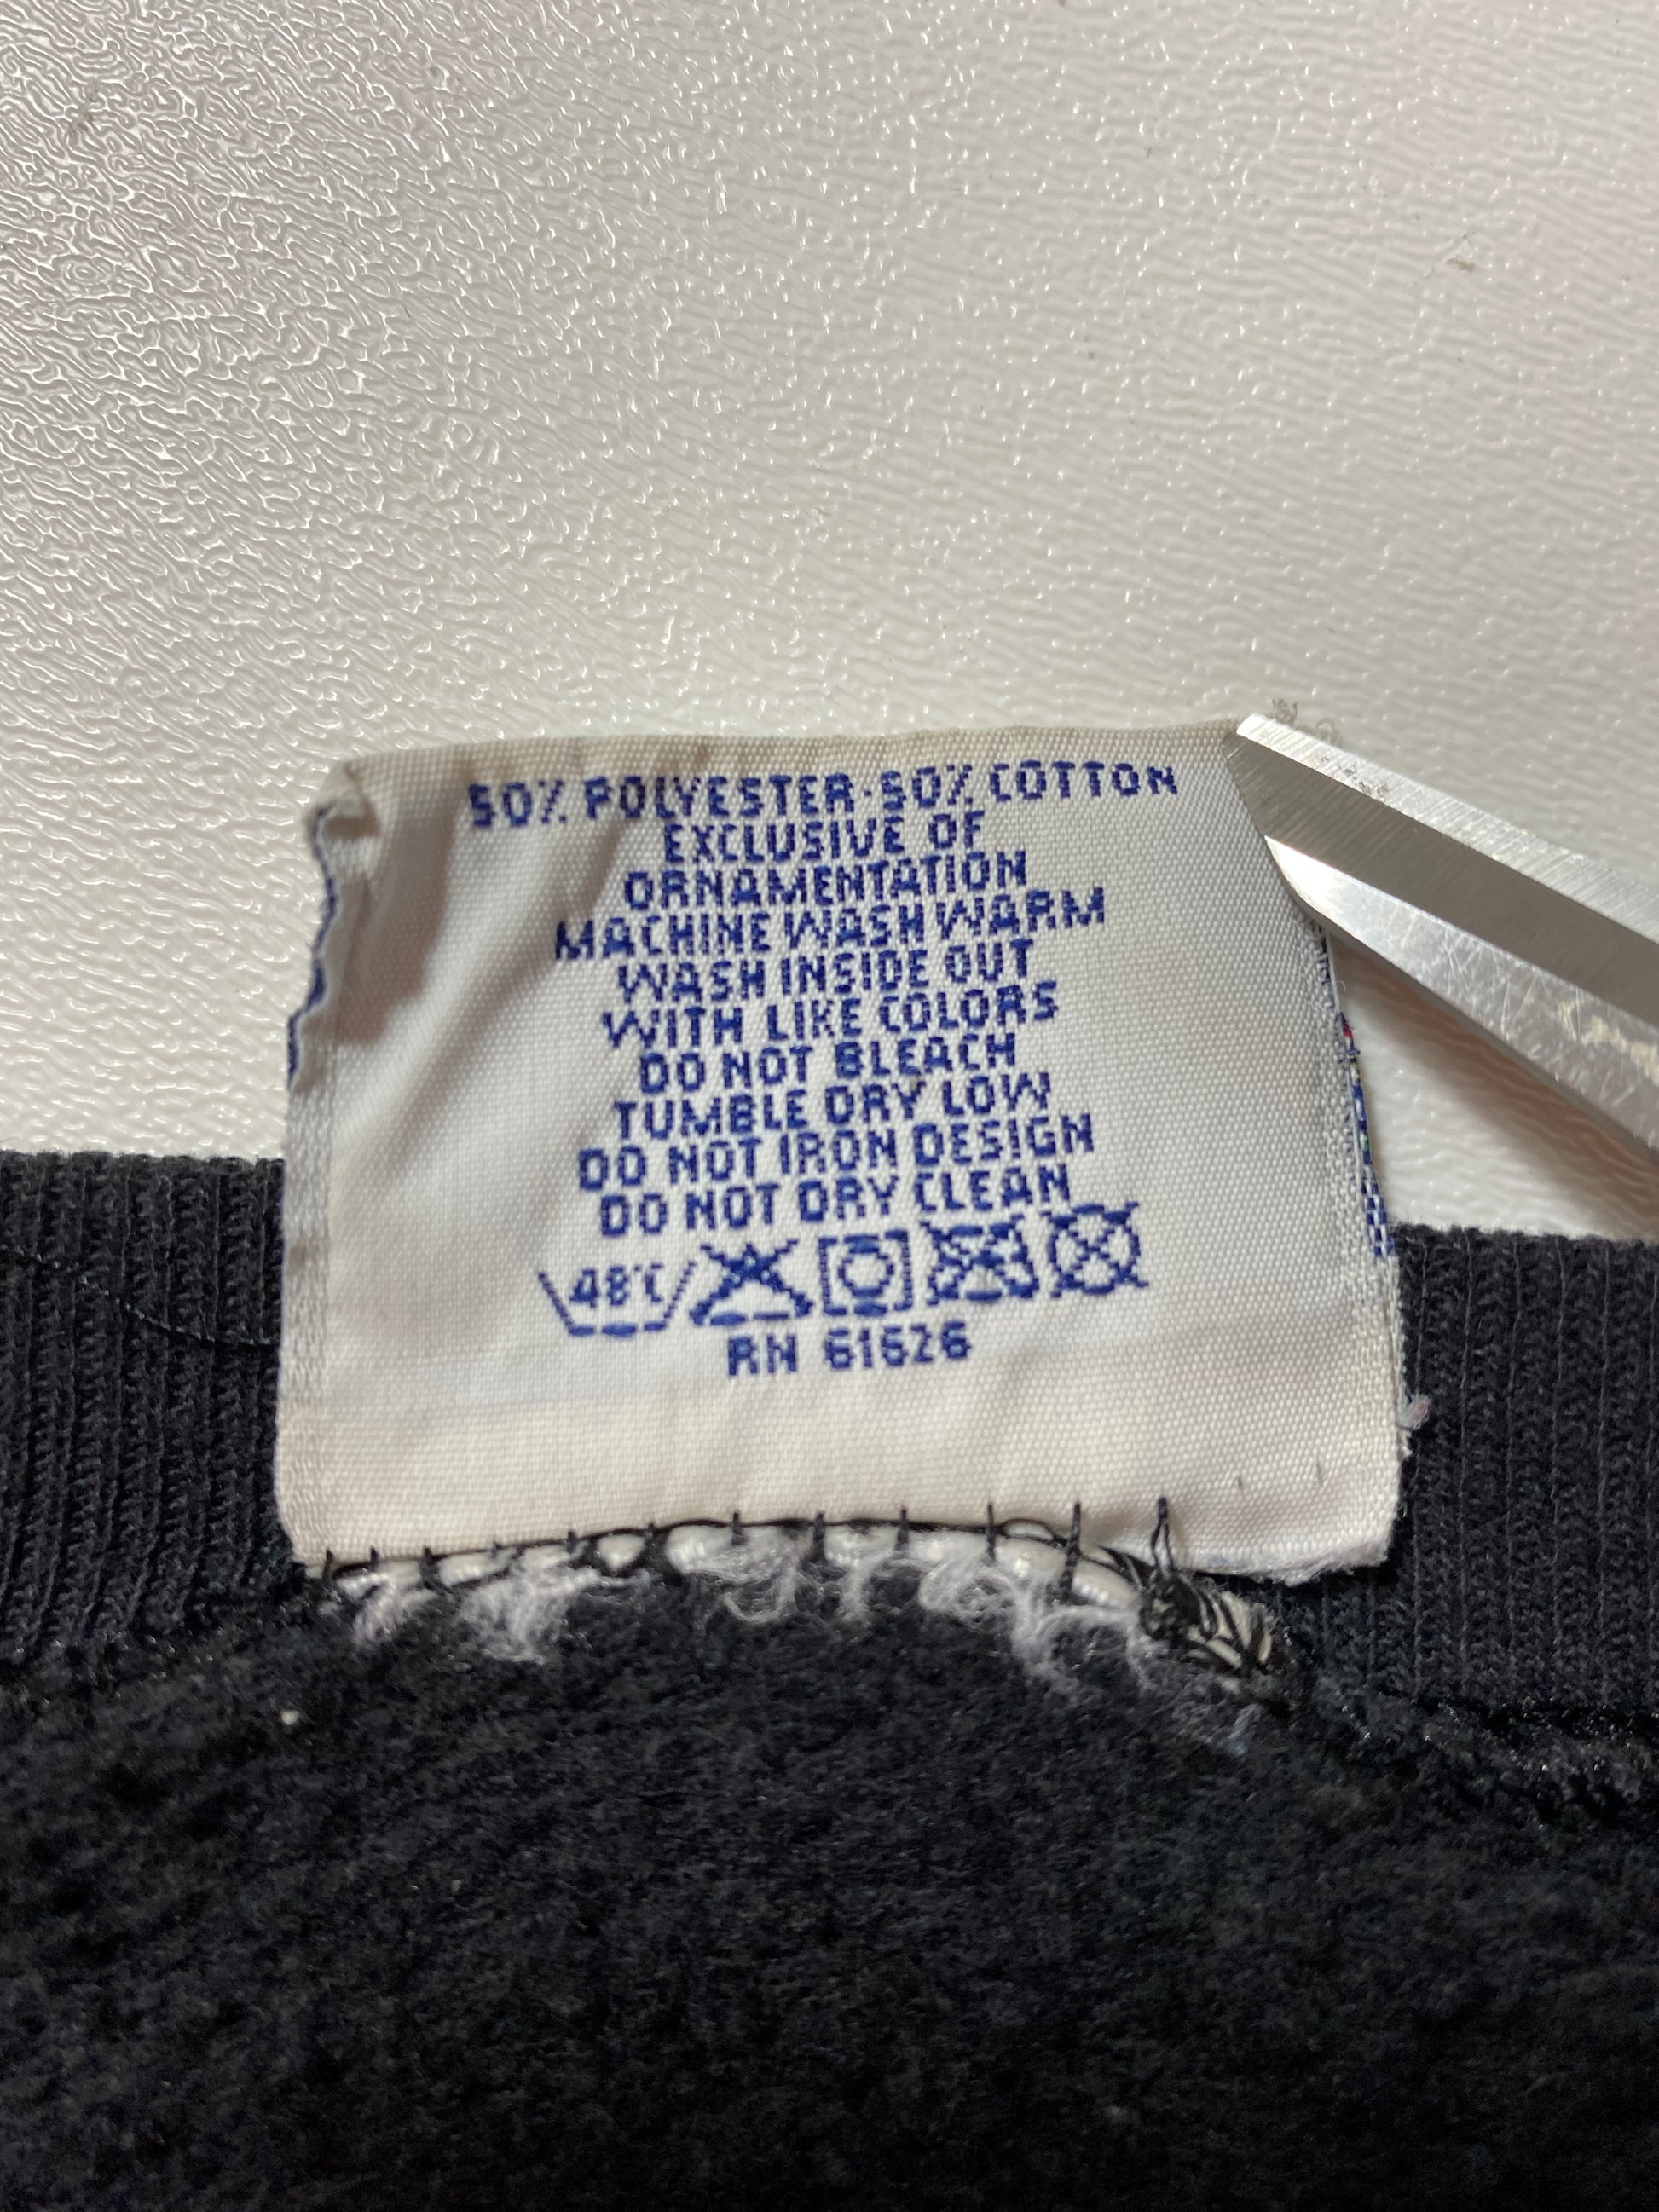 50% POLYESTER-50% COTTON
EXCLUSIVE OF
ORNAMENTATION
MACHINE WASH WARM
WASH INSIDE OUT
WITH LIKE COLORS
DO NOT BLEACH
TUMBLE DRY LOW
DO NOT IRON DESIGN
DO NOT DRY CLEAN
48°C
RN 61626